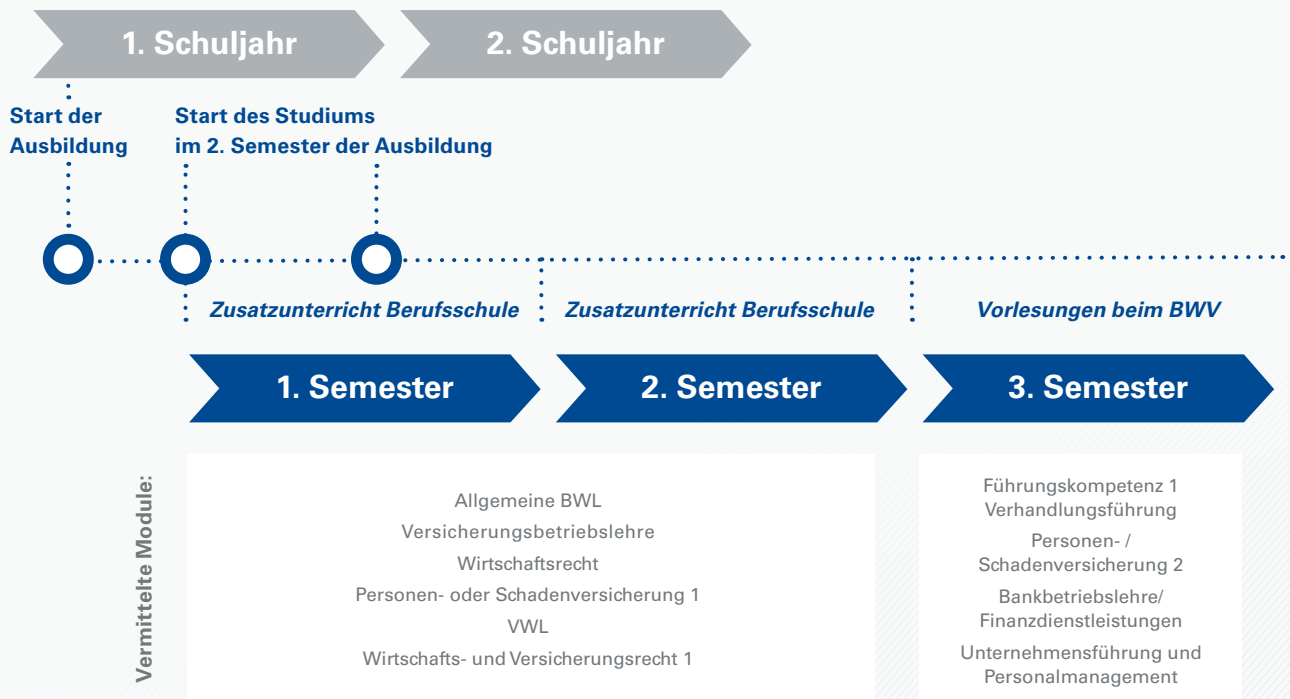 1. Schuljahr
2. Schuljahr
Start der
Ausbildung
Start des Studiums
im 2. Semester der Ausbildung
Zusatzunterricht Berufsschule
Zusatzunterricht Berufsschule
Vorlesungen beim BWV
1. Semester
2. Semester
3. Semester
Vermittelte Module:
Allgemeine BWL
Versicherungsbetriebslehre
Wirtschaftsrecht
Personen- oder Schadenversicherung 1
VWL
Wirtschafts- und Versicherungsrecht 1
Führungskompetenz 1
Verhandlungsführung
Personen- /
Schadenversicherung 2
Bankbetriebslehre/
Finanzdienstleistungen
Unternehmensführung und
Personalmanagement